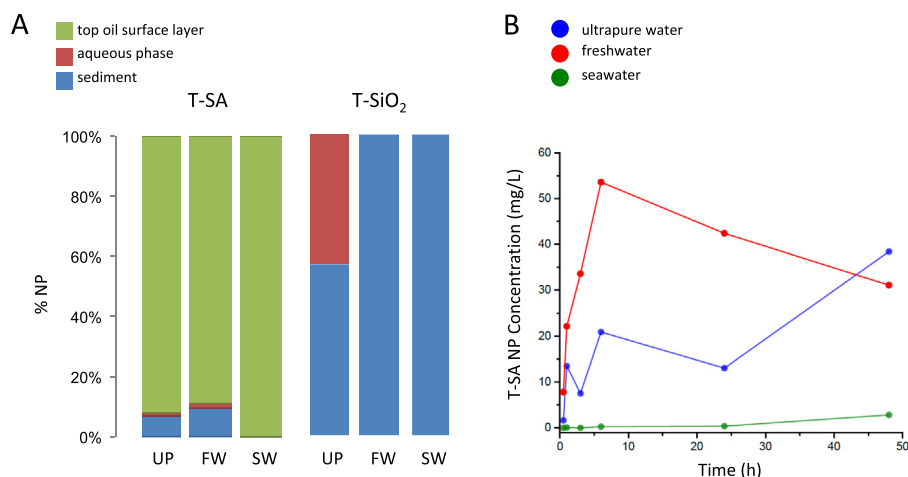 A
top oil surface layer
aqueous phase
sediment
T-SA
T-SiO₂
100%
80%
60%
40%
20%
0%
% NP
UP FW SW
UP FW SW
B
ultrapure water
freshwater
seawater
60
50
40
30
20
10
0
T-SA NP Concentration (mg/L)
0 10 20 30 40 50
Time (h)